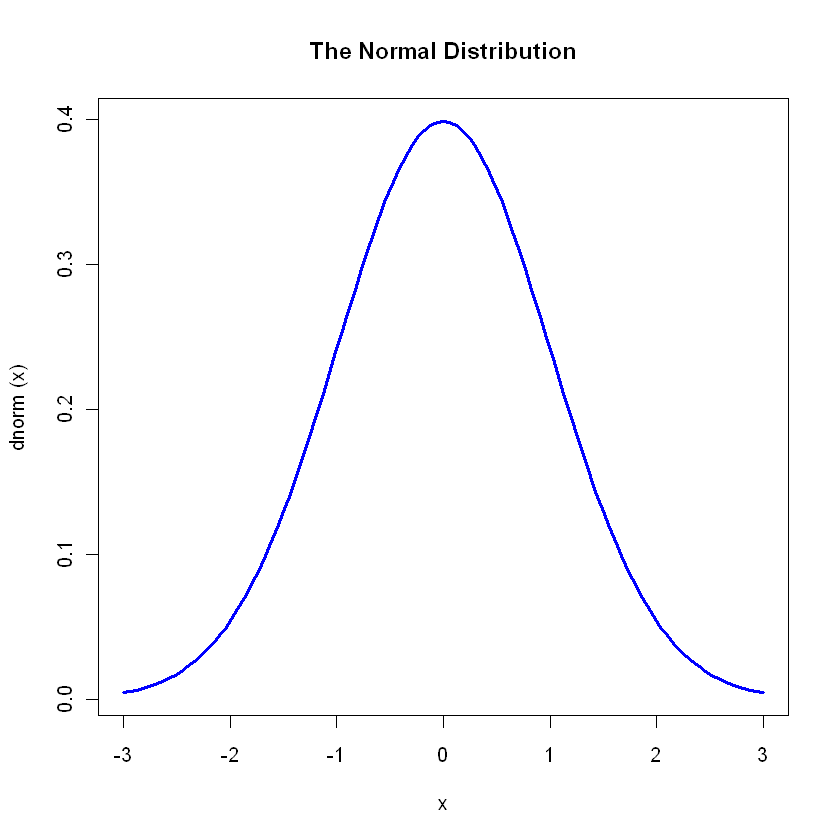 The Normal Distribution
0.4
0.3
0.2
0.1
0.0
dnorm (x)
-3 -2 -1 0 1 2 3
x